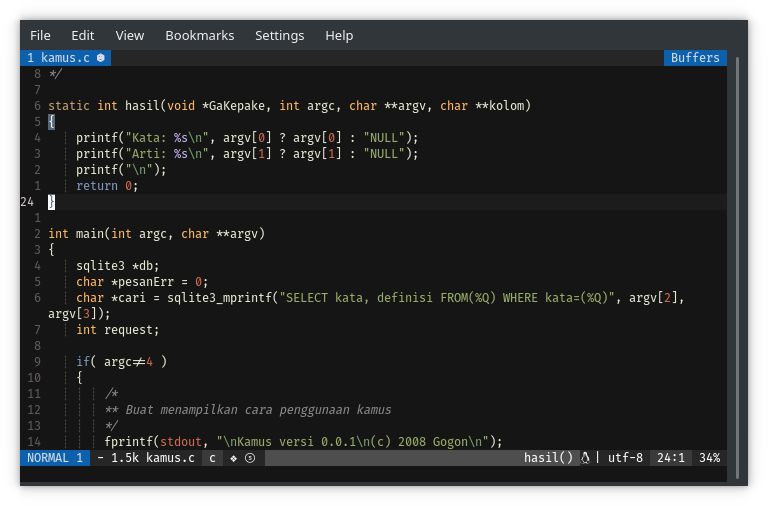 File Edit View Bookmarks Settings Help
1 kamus.c Buffers
8 */
7
6 static int hasil(void *GaKepake, int argc, char **argv, char **kolom)
5 {
4 printf("Kata: %s\n", argv[0] ? argv[0] : "NULL");
3 printf("Arti: %s\n", argv[1] ? argv[1] : "NULL");
2 printf("\n");
1 return 0;
24 }
1
2 int main(int argc, char **argv)
3 {
4 sqlite3 *db;
5 char *pesanErr = 0;
6 char *cari = sqlite3_mprintf("SELECT kata, definisi FROM(%Q) WHERE kata=(%Q)", argv[2],
argv[3]);
7 int request;
8
9 if( argc≠4 )
10 {
11 /*
12 ** Buat menampilkan cara penggunaan kamus
13 */
14 fprintf(stdout, "\nKamus versi 0.0.1\n(c) 2008 Gogon\n");
NORMAL 1 - 1.5k kamus.c c ❖ ⓢ hasil() | utf-8 24:1 34%